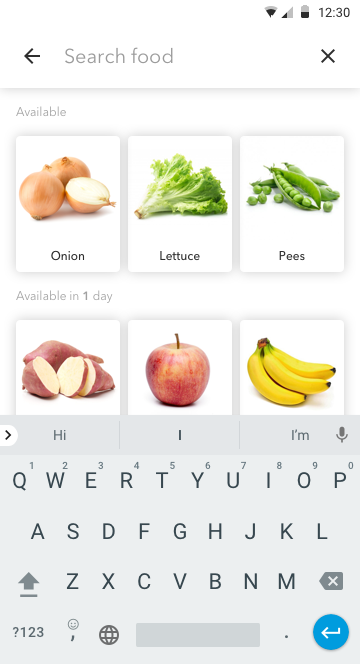 12:30
Search food
Available
Onion Lettuce Pees
Available in 1 day
Hi I I'm
1 2 3 4 5 6 7 8 9 0
Q W E R T Y U I O P
A S D F G H J K L
Z X C V B N M
?123 , .